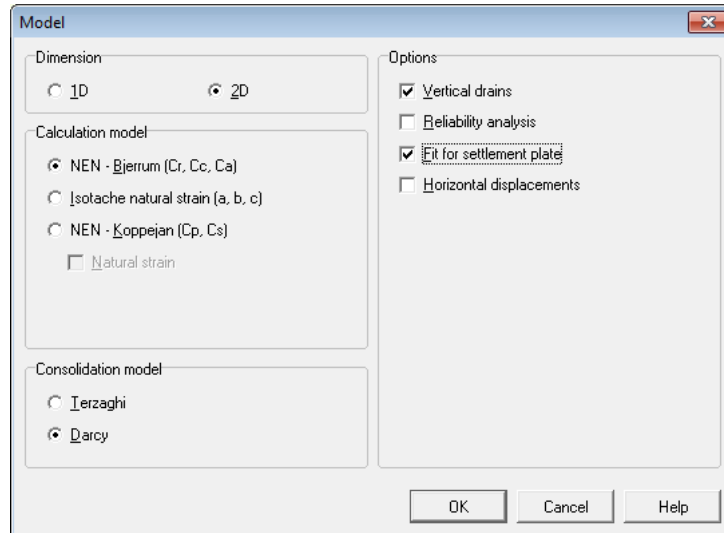 Model
Dimension
1D
2D
Calculation model
NEN - Bjerrum (Cr, Cc, Ca)
Isotache natural strain (a, b, c)
NEN - Koppejan (Cp, Cs)
Natural strain
Consolidation model
Terzaghi
Darcy
Options
Vertical drains
Reliability analysis
Fit for settlement plate
Horizontal displacements
OK
Cancel
Help